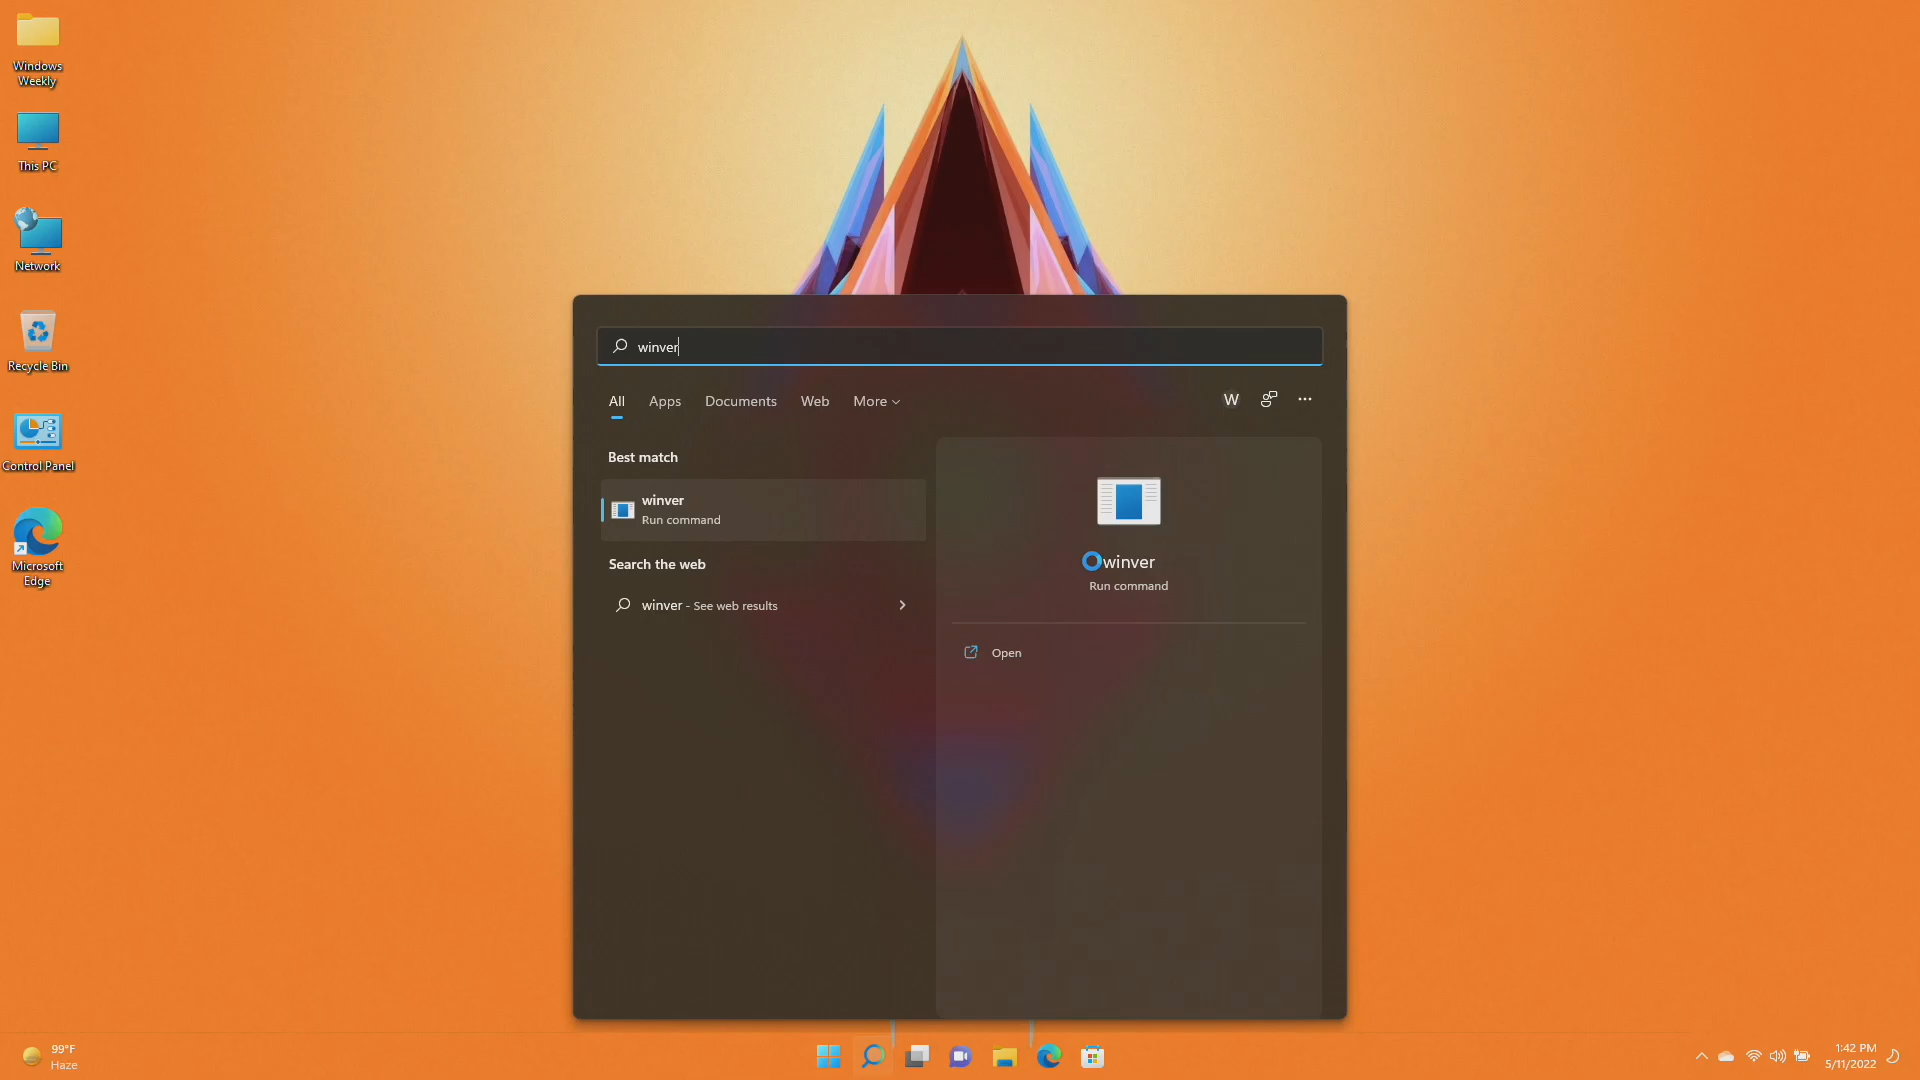 Windows
Weekly
This PC
Network
Recycle Bin
Control Panel
Microsoft
Edge
winver
All
Apps
Documents
Web
More
W
Best match
winver
Run command
Search the web
winver - See web results
winver
Run command
Open
99°F
Haze
1:42 PM
5/11/2022